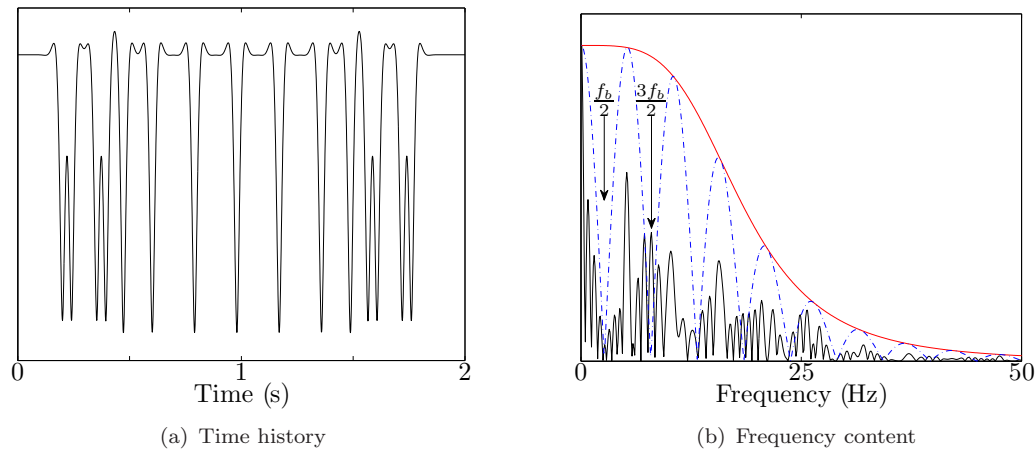 f_b/2 3f_b/2
0 1 2
Time (s)
(a) Time history
0 25 50
Frequency (Hz)
(b) Frequency content